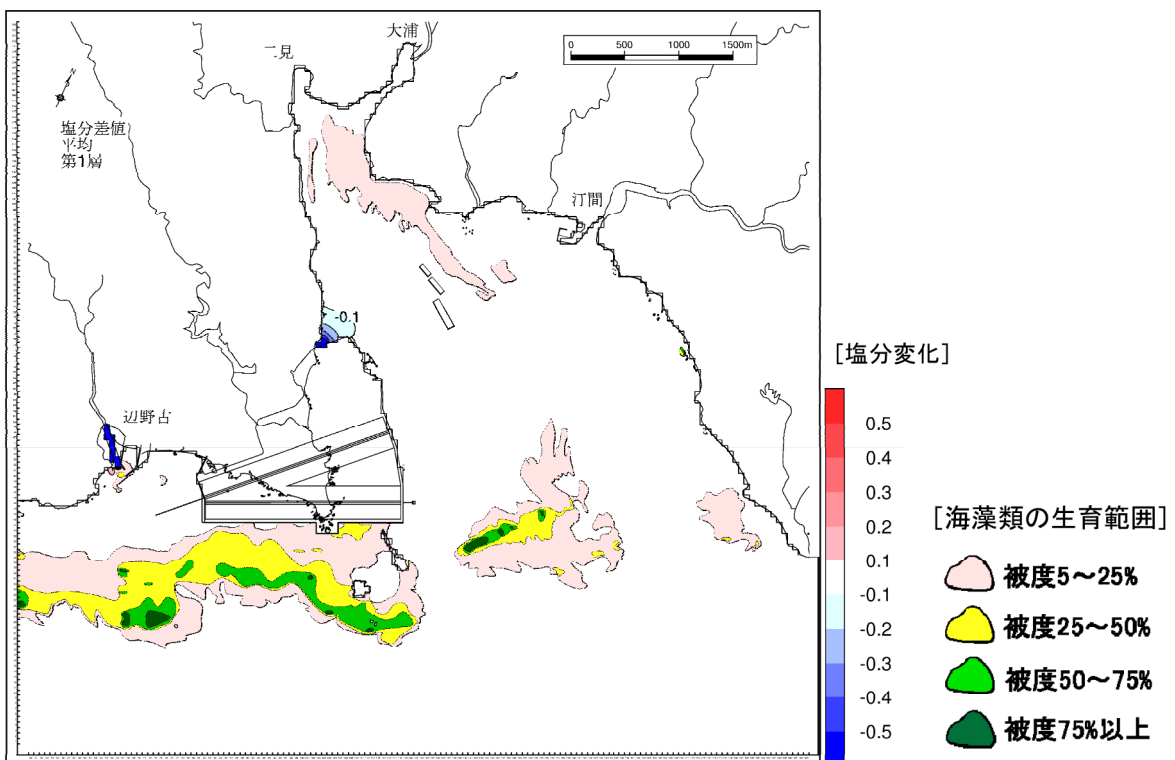 大浦
二見
0 500 1000 1500m
N
塩分差値
平均
第1層
汀間
-0.1
辺野古
[塩分変化]
0.5
0.4
0.3
0.2
0.1
-0.1
-0.2
-0.3
-0.4
-0.5
[海藻類の生育範囲]
被度5～25%
被度25～50%
被度50～75%
被度75%以上